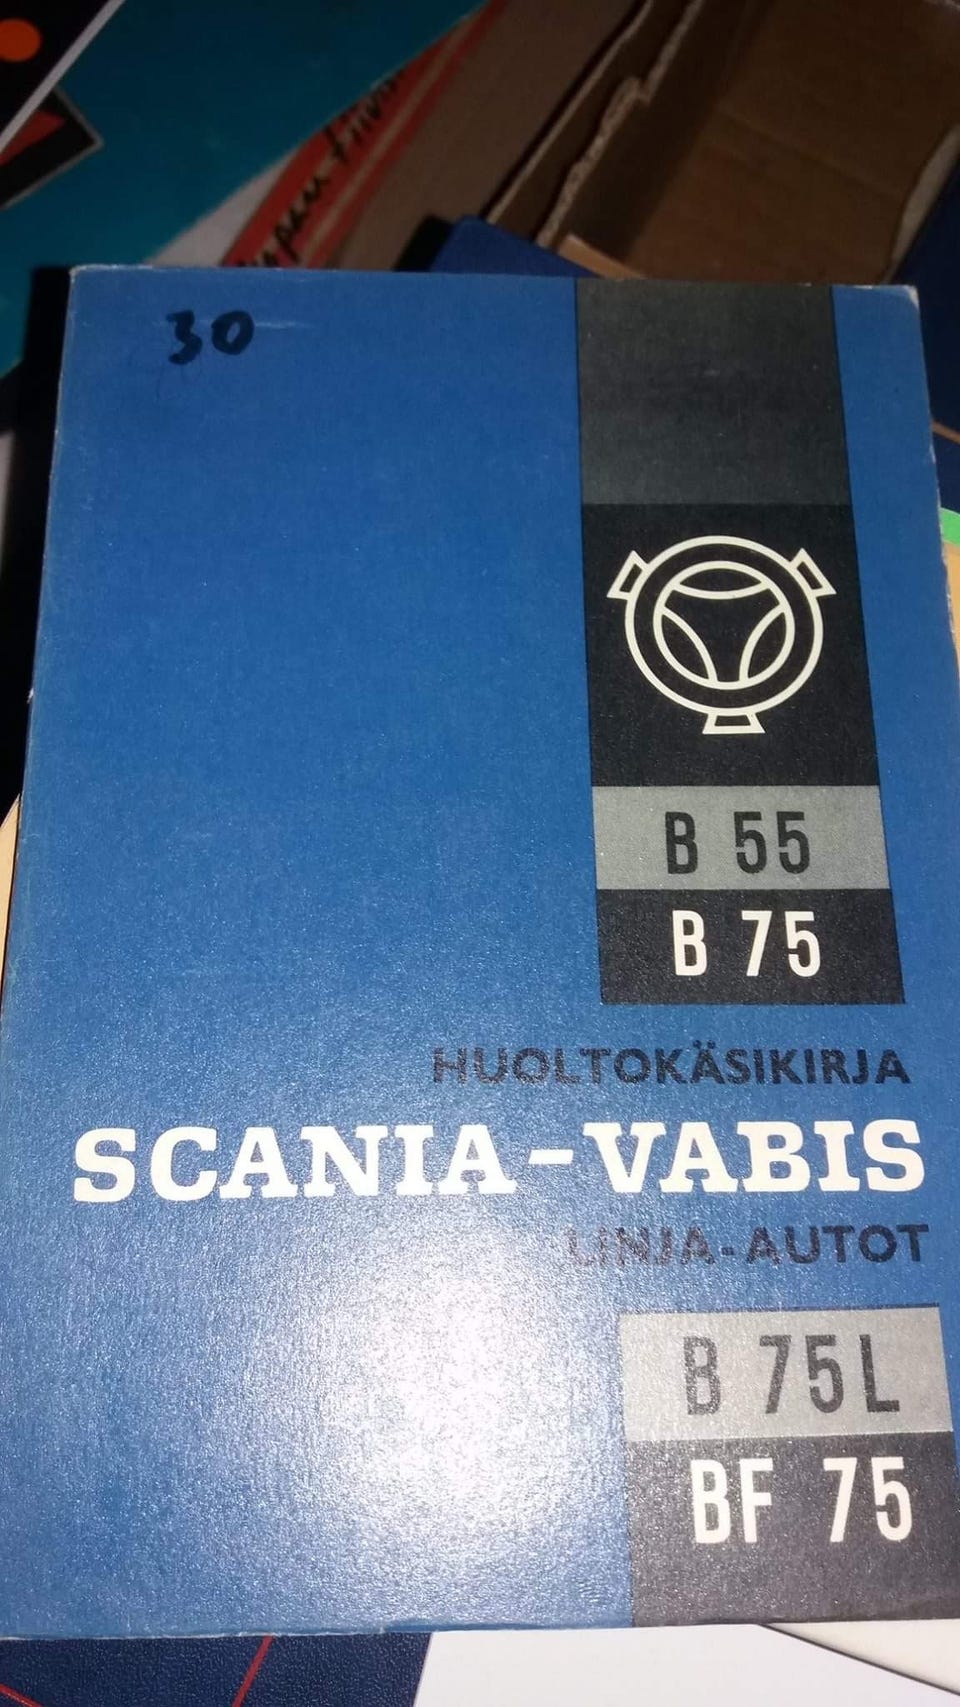 30
B 55
B 75
HUOLTOKÄSIKIRJA
SCANIA-VABIS
LINJA-AUTOT
B 75L
BF 75